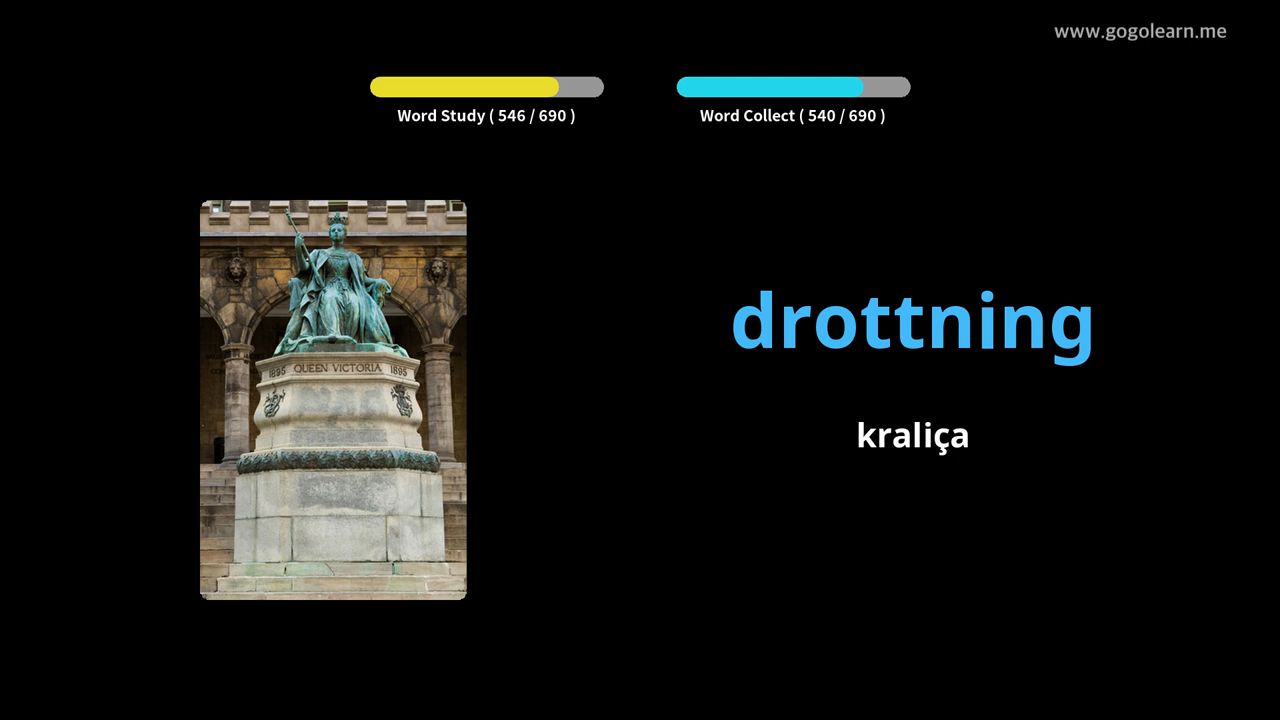 www.gogolearn.me
Word Study ( 546 / 690 )
Word Collect ( 540 / 690 )
1895 QUEEN VICTORIA 1895
drottning
kraliça